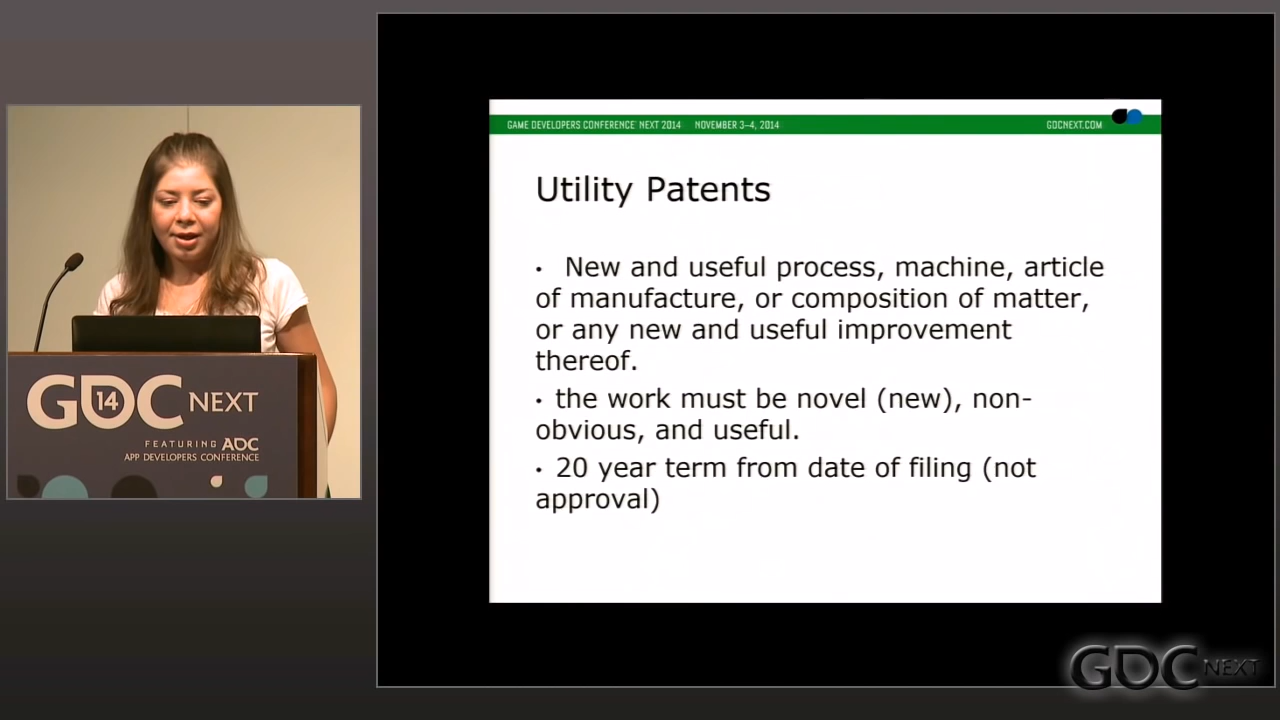 GAME DEVELOPERS CONFERENCE NEXT 2014 NOVEMBER 3–4, 2014 GDCNEXT.COM
Utility Patents
• New and useful process, machine, article
of manufacture, or composition of matter,
or any new and useful improvement
thereof.
• the work must be novel (new), non-
obvious, and useful.
• 20 year term from date of filing (not
approval)
GDC 14 NEXT
FEATURING ADC
APP DEVELOPERS CONFERENCE
GDC NEXT